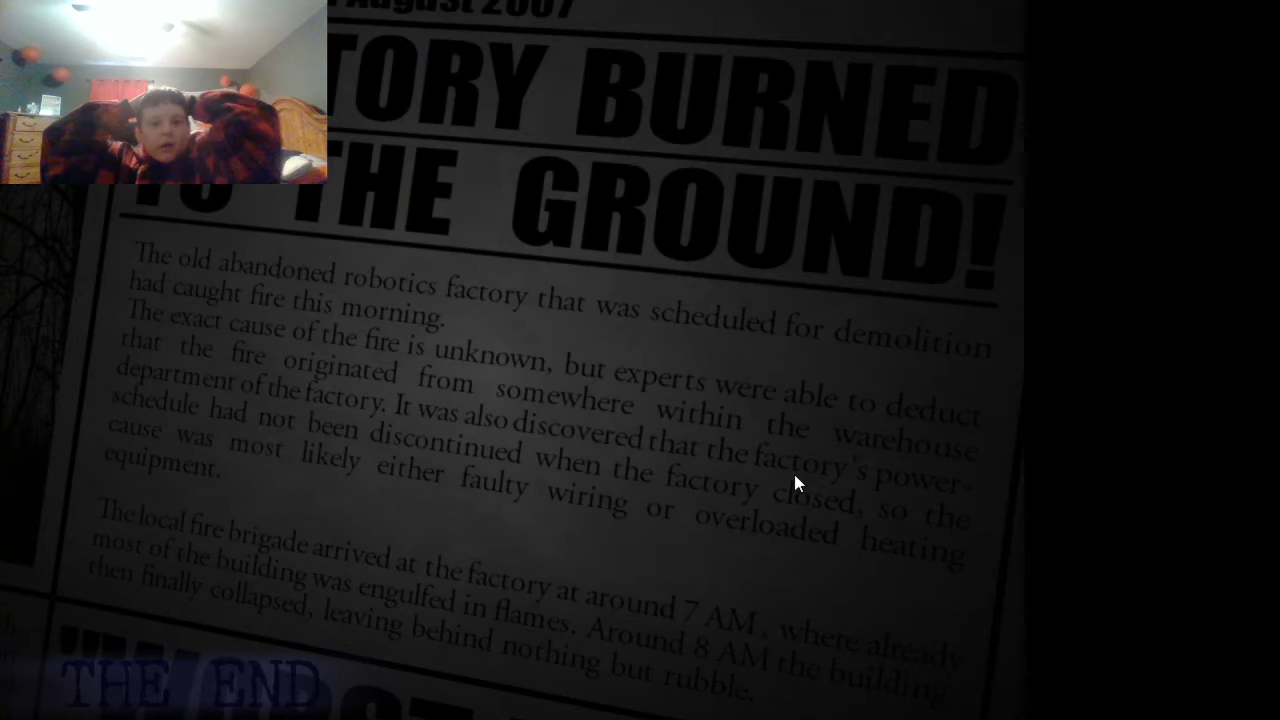 August 2007
TORY BURNED
TO THE GROUND!
The old abandoned robotics factory that was scheduled for demolition
had caught fire this morning.
The exact cause of the fire is unknown, but experts were able to deduct
that the fire originated from somewhere within the warehouse
department of the factory. It was also discovered that the factory's power-
schedule had not been discontinued when the factory closed, so the
cause was most likely either faulty wiring or overloaded heating
equipment.
The local fire brigade arrived at the factory at around 7 AM, where already
most of the building was engulfed in flames. Around 8 AM the building
then finally collapsed, leaving behind nothing but rubble.
THE END